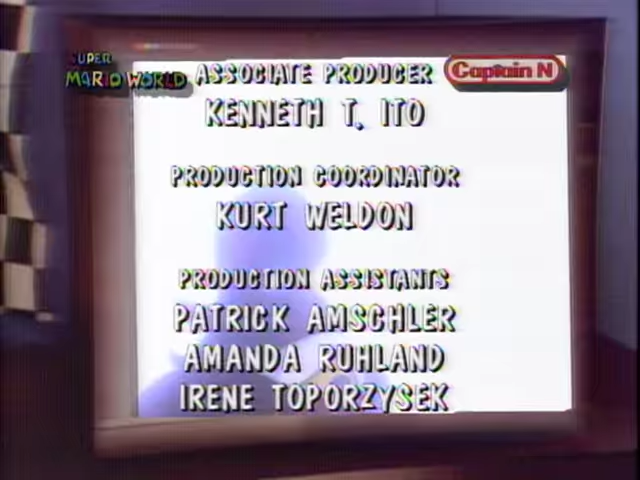 SUPER
MARIO WORLD
Captain N
ASSOCIATE PRODUCER
KENNETH T. ITO
PRODUCTION COORDINATOR
KURT WELDON
PRODUCTION ASSISTANTS
PATRICK AMSCHLER
AMANDA RUHLAND
IRENE TOPORZYSEK